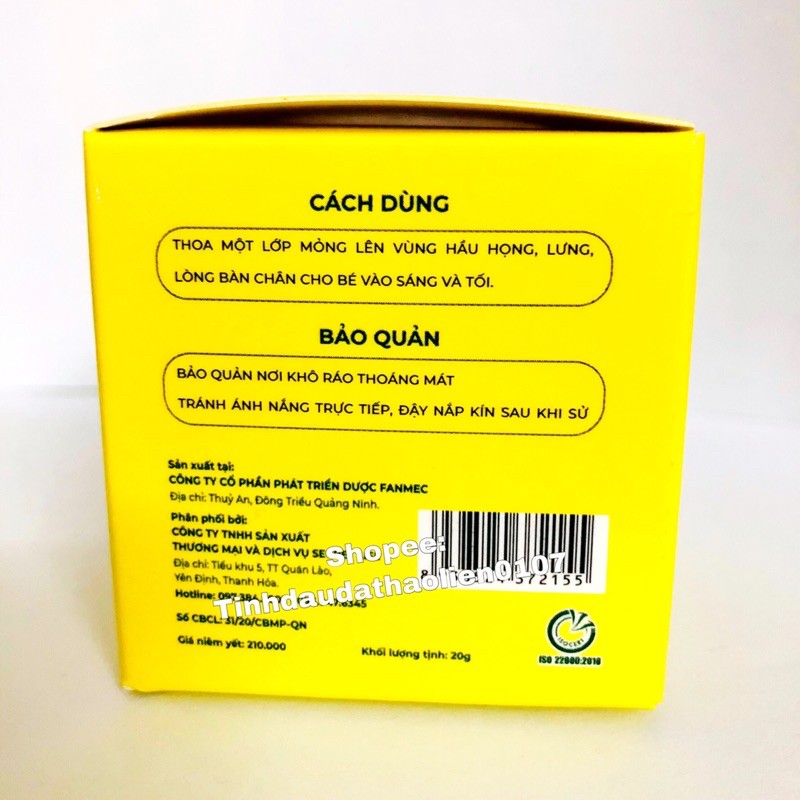 CÁCH DÙNG
THOA MỘT LỚP MỎNG LÊN VÙNG HẦU HỌNG, LƯNG,
LÒNG BÀN CHÂN CHO BÉ VÀO SÁNG VÀ TỐI.
BẢO QUẢN
BẢO QUẢN NƠI KHÔ RÁO THOÁNG MÁT
TRÁNH ÁNH NẮNG TRỰC TIẾP, ĐẬY NẮP KÍN SAU KHI SỬ
Sản xuất tại:
CÔNG TY CỔ PHẦN PHÁT TRIỂN DƯỢC FANMEC
Địa chỉ: Thuỷ An, Đông Triều Quảng Ninh.
Phân phối bởi:
CÔNG TY TNHH SẢN XUẤT
THƯƠNG MẠI VÀ DỊCH VỤ
Địa chỉ: Tiểu khu 5, TT Quán Lào,
Yên Định, Thanh Hóa.
Hotline:
Số CBCL: 31/20/CBMP-QN
Giá niêm yết: 210.000
Khối lượng tịnh: 20g
Shopee:
Tinhdaudathaolien0107
ISOCERT
ISO 22000:2018